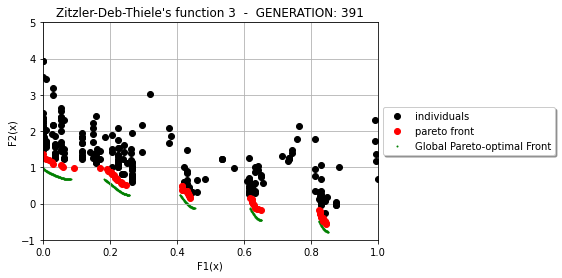 Zitzler-Deb-Thiele's function 3 - GENERATION: 391
5
4
3
2
1
0
-1
F2(x)
0.0 0.2 0.4 0.6 0.8 1.0
F1(x)
individuals
pareto front
Global Pareto-optimal Front